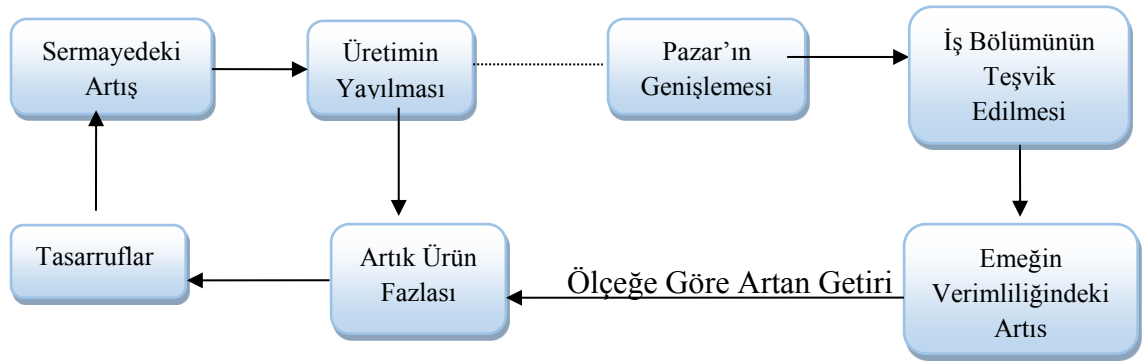 Sermayedeki
Artış
Üretimin
Yayılması
Pazar’ın
Genişlemesi
İş Bölümünün
Teşvik
Edilmesi
Tasarruflar
Artık Ürün
Fazlası
Ölçeğe Göre Artan Getiri
Emeğin
Verimliliğindeki
Artıs